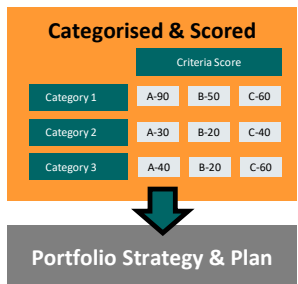 Categorised & Scored
Criteria Score
Category 1 A-90 B-50 C-60
Category 2 A-30 B-20 C-40
Category 3 A-40 B-20 C-60
Portfolio Strategy & Plan